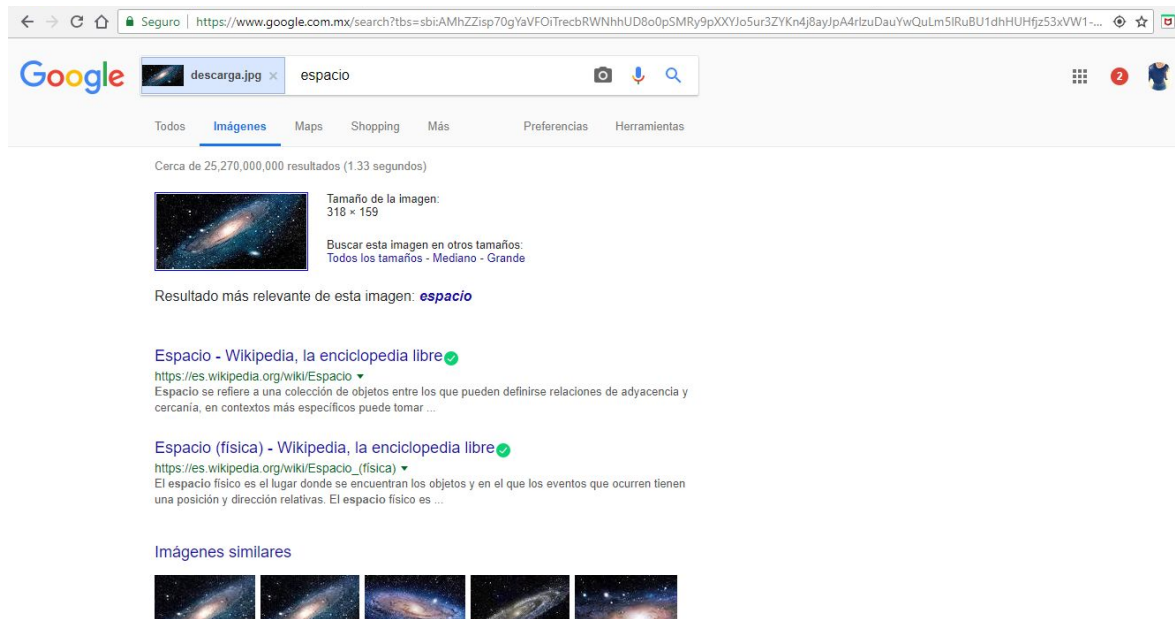 Seguro | https://www.google.com.mx/search?tbs=sbi:AMhZZisp70gYaVFOiTrecbRWNhhUD8o0pSMRy9pXXYJo5ur3ZYKn4j8ayJpA4rIzuDauYwQuLm5lRuBU1dhHUHfjz53xVW1-...
Google descarga.jpg × espacio 2
Todos Imágenes Maps Shopping Más Preferencias Herramientas
Cerca de 25,270,000,000 resultados (1.33 segundos)
Tamaño de la imagen:
318 × 159
Buscar esta imagen en otros tamaños:
Todos los tamaños - Mediano - Grande
Resultado más relevante de esta imagen: espacio
Espacio - Wikipedia, la enciclopedia libre
https://es.wikipedia.org/wiki/Espacio
Espacio se refiere a una colección de objetos entre los que pueden definirse relaciones de adyacencia y
cercanía, en contextos más específicos puede tomar ...
Espacio (física) - Wikipedia, la enciclopedia libre
https://es.wikipedia.org/wiki/Espacio_(física)
El espacio físico es el lugar donde se encuentran los objetos y en el que los eventos que ocurren tienen
una posición y dirección relativas. El espacio físico es ...
Imágenes similares